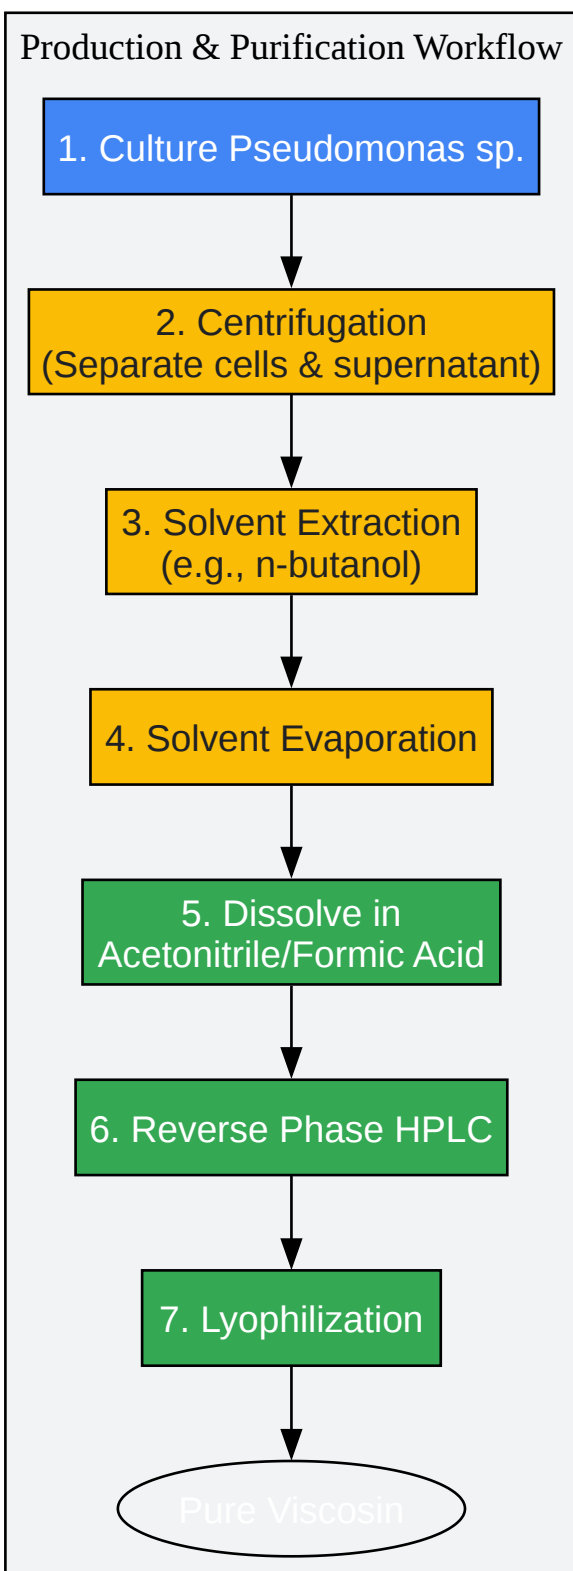 Production & Purification Workflow
1. Culture Pseudomonas sp.
2. Centrifugation
(Separate cells & supernatant)
3. Solvent Extraction
(e.g., n-butanol)
4. Solvent Evaporation
5. Dissolve in
Acetonitrile/Formic Acid
6. Reverse Phase HPLC
7. Lyophilization
Pure Viscosin